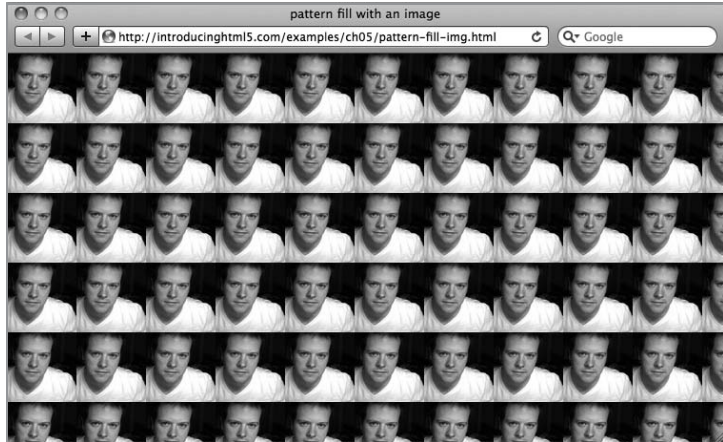 pattern fill with an image
http://introducinghtml5.com/examples/ch05/pattern-fill-img.html
Google